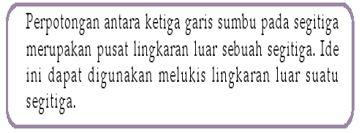 Perpotongan antara ketiga garis sumbu pada segitiga
merupakan pusat lingkaran luar sebuah segitiga. Ide
ini dapat digunakan melukis lingkaran luar suatu
segitiga.